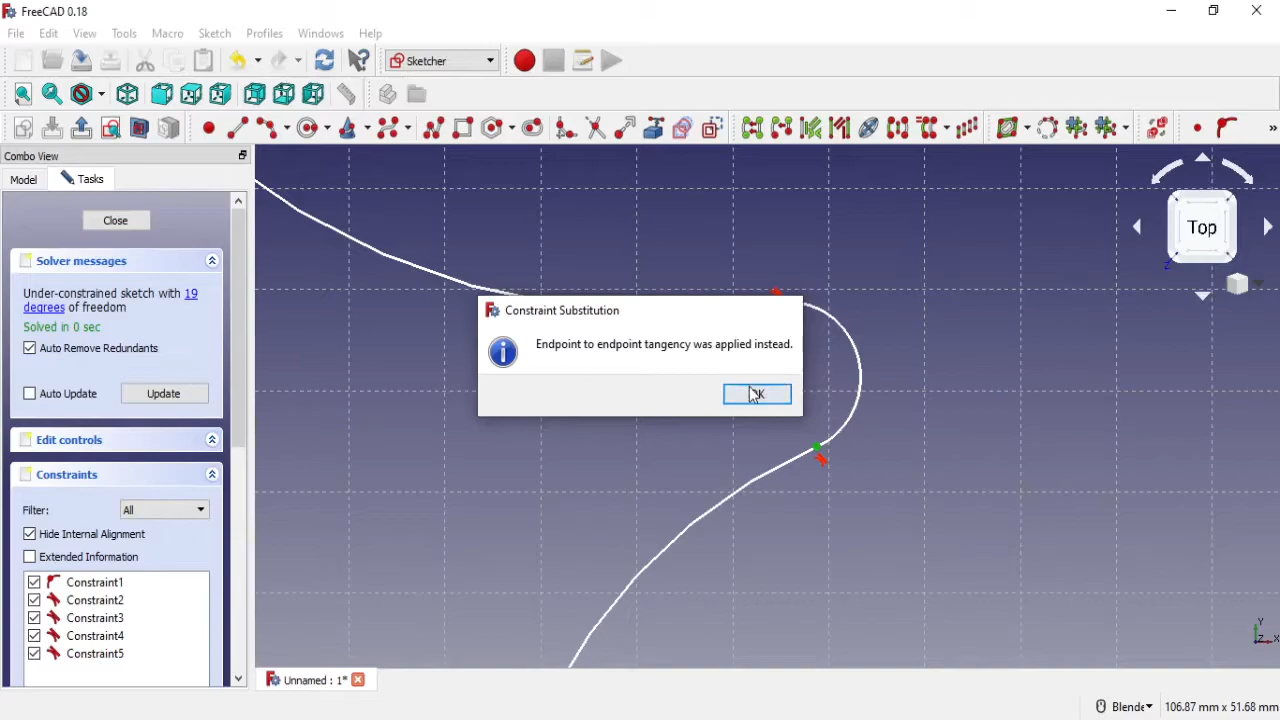 FreeCAD 0.18
File Edit View Tools Macro Sketch Profiles Windows Help
Sketcher
Combo View
Model Tasks
Close
Solver messages
Under-constrained sketch with 19
degrees of freedom
Solved in 0 sec
Auto Remove Redundants
Auto Update Update
Edit controls
Constraints
Filter: All
Hide Internal Alignment
Extended Information
Constraint1
Constraint2
Constraint3
Constraint4
Constraint5
Constraint Substitution
Endpoint to endpoint tangency was applied instead.
Top
Y
Z X
Unnamed : 1*
Blende 106.87 mm x 51.68 mm